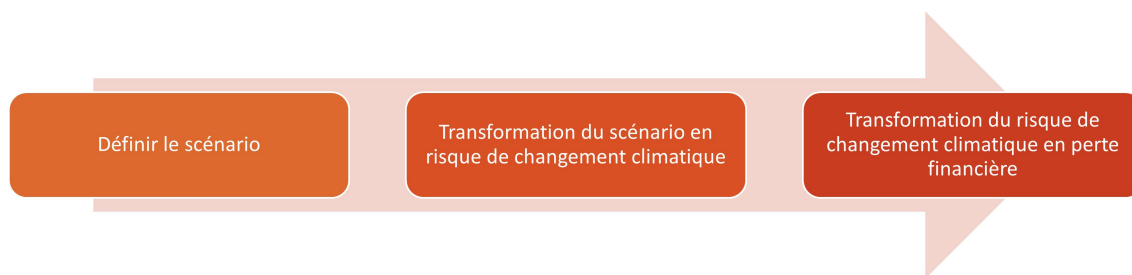 Définir le scénario
Transformation du scénario en
risque de changement climatique
Transformation du risque de
changement climatique en perte
financière